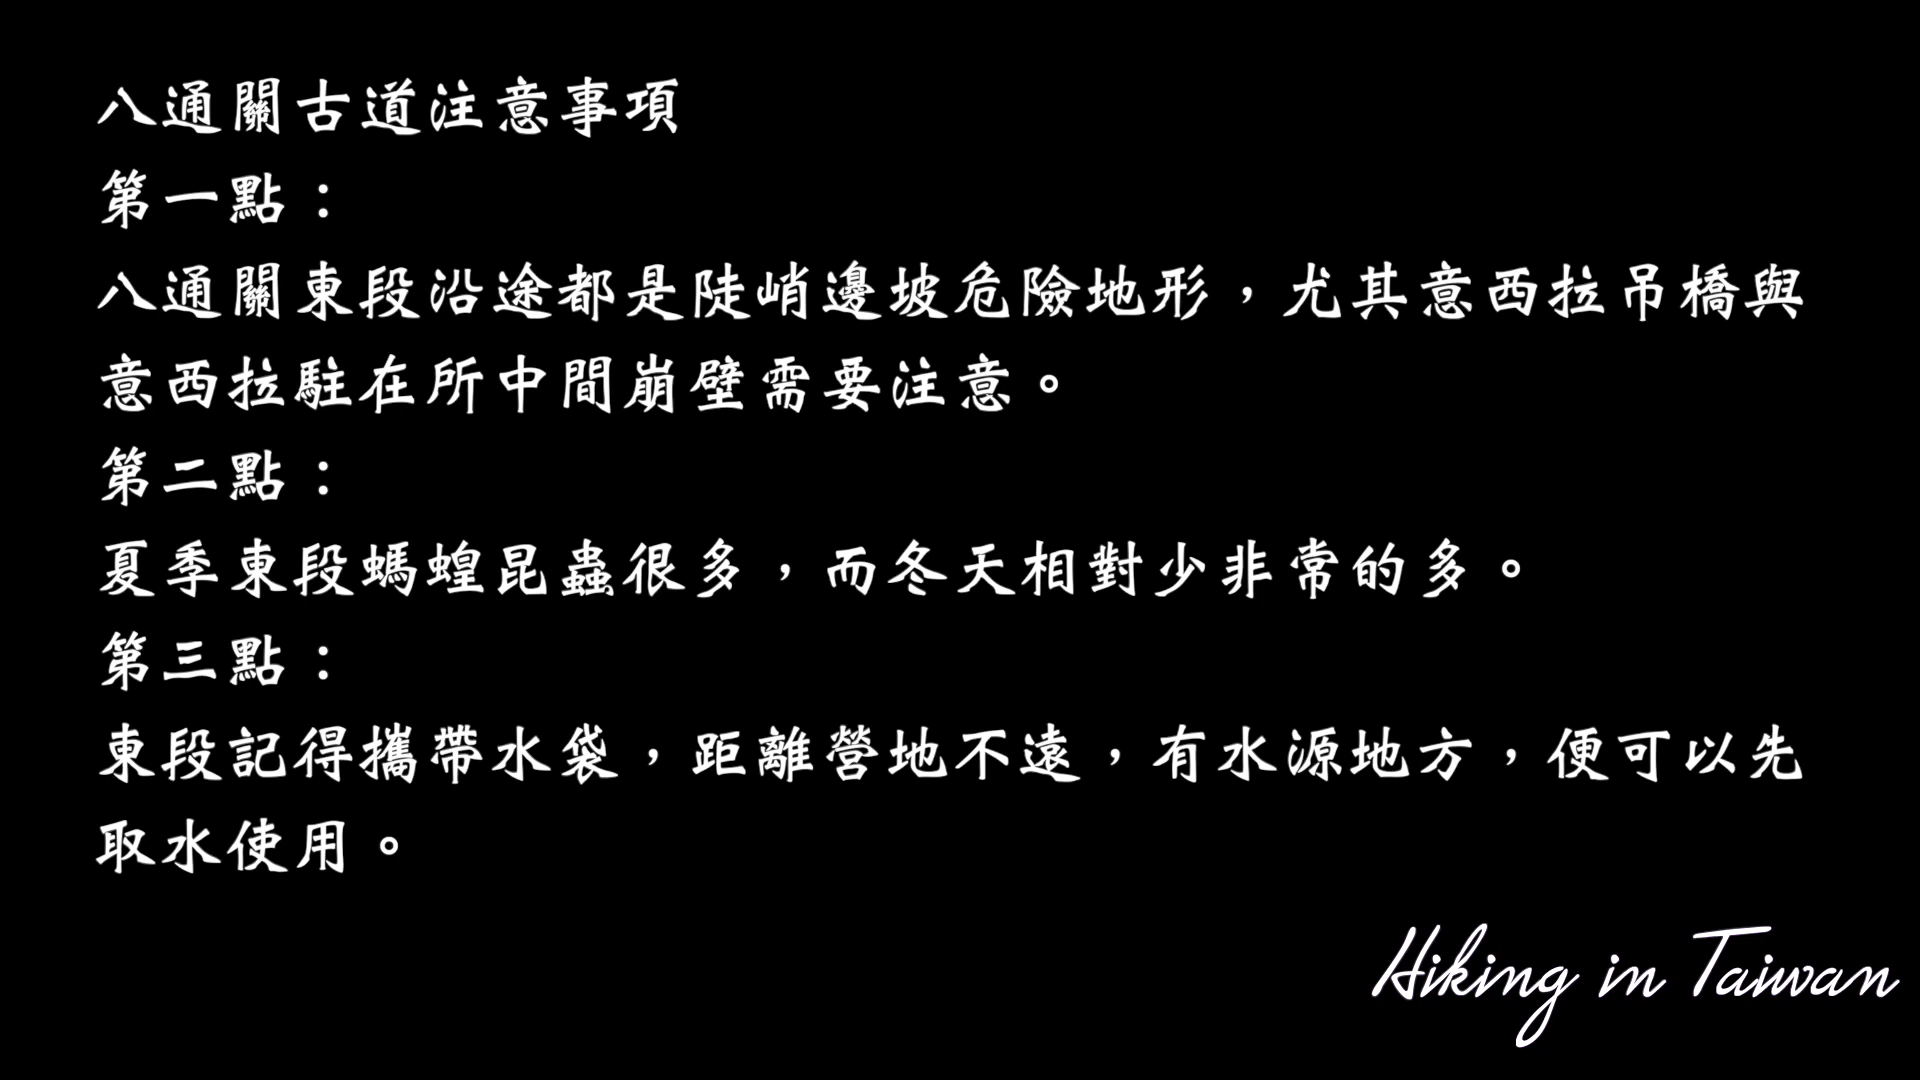 八通關古道注意事項
第一點：
八通關東段沿途都是陡峭邊坡危險地形，尤其意西拉吊橋與
意西拉駐在所中間崩壁需要注意。
第二點：
夏季東段螞蝗昆蟲很多，而冬天相對少非常的多。
第三點：
東段記得攜帶水袋，距離營地不遠，有水源地方，便可以先
取水使用。
Hiking in Taiwan